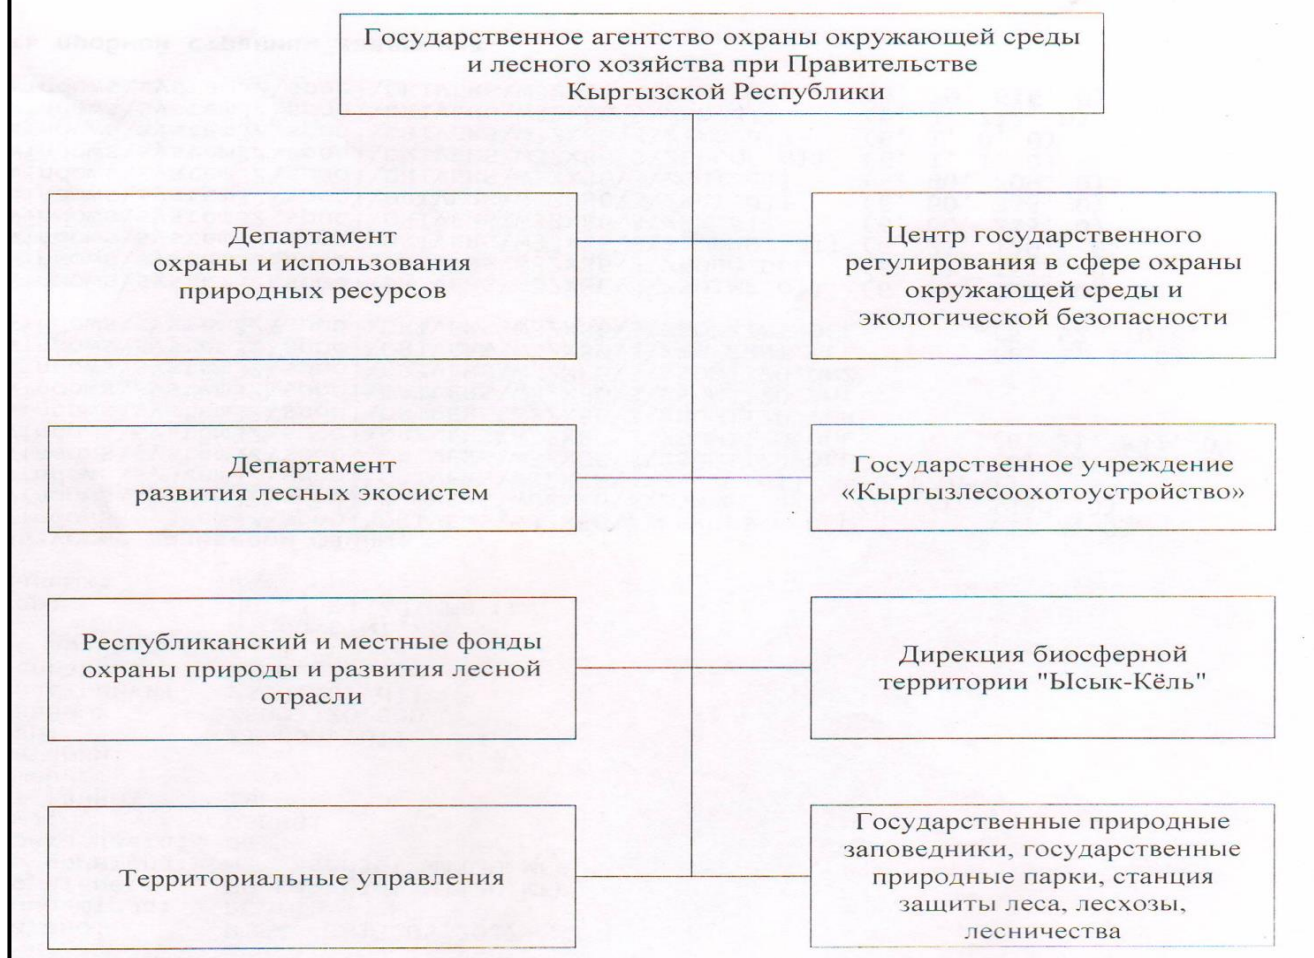 Государственное агентство охраны окружающей среды
и лесного хозяйства при Правительстве
Кыргызской Республики
Департамент
охраны и использования
природных ресурсов
Центр государственного
регулирования в сфере охраны
окружающей среды и
экологической безопасности
Департамент
развития лесных экосистем
Государственное учреждение
«Кыргызлесоохотоустройство»
Республиканский и местные фонды
охраны природы и развития лесной
отрасли
Дирекция биосферной
территории "Ысык-Кёль"
Территориальные управления
Государственные природные
заповедники, государственные
природные парки, станция
защиты леса, лесхозы,
лесничества